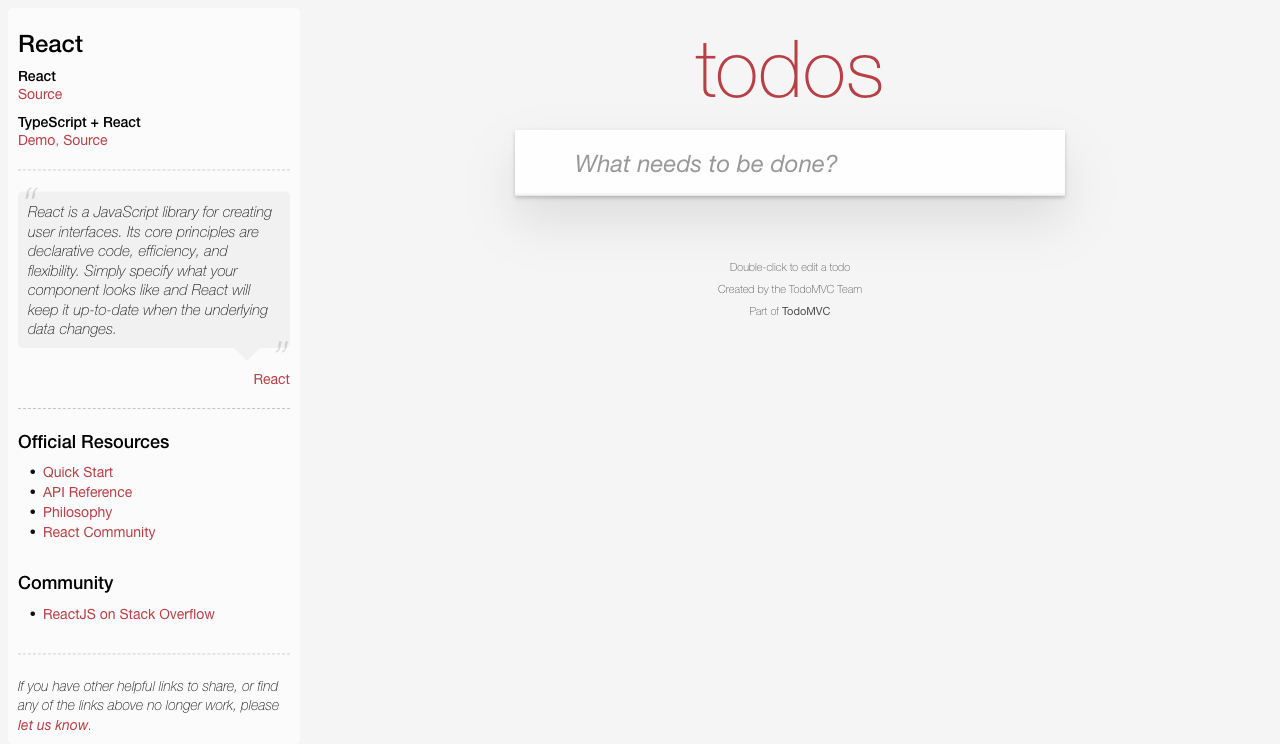 React
React
Source
TypeScript + React
Demo, Source
“
React is a JavaScript library for creating
user interfaces. Its core principles are
declarative code, efficiency, and
flexibility. Simply specify what your
component looks like and React will
keep it up-to-date when the underlying
data changes.
”
React
Official Resources
• Quick Start
• API Reference
• Philosophy
• React Community
Community
• ReactJS on Stack Overflow
If you have other helpful links to share, or find
any of the links above no longer work, please
let us know.
todos
What needs to be done?
Double-click to edit a todo
Created by the TodoMVC Team
Part of TodoMVC